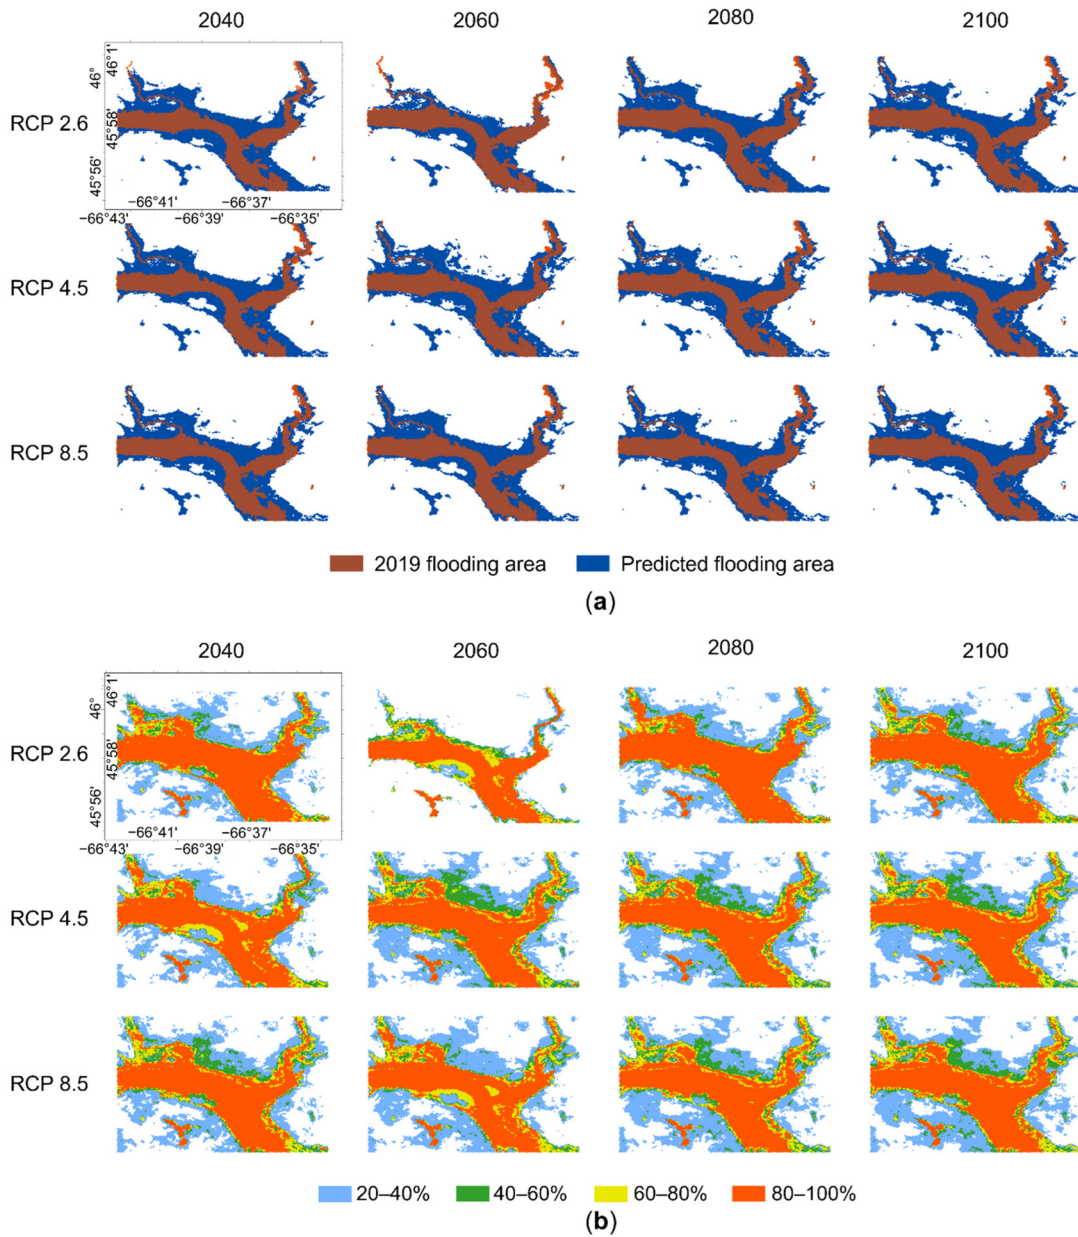 2040 2060 2080 2100
RCP 2.6
46°1'
46°
45°58'
45°56'
−66°41' −66°37'
−66°43' −66°39' −66°35'
RCP 4.5
RCP 8.5
2019 flooding area Predicted flooding area
(a)
2040 2060 2080 2100
RCP 2.6
46°1'
46°
45°58'
45°56'
−66°41' −66°37'
−66°43' −66°39' −66°35'
RCP 4.5
RCP 8.5
20–40% 40–60% 60–80% 80–100%
(b)